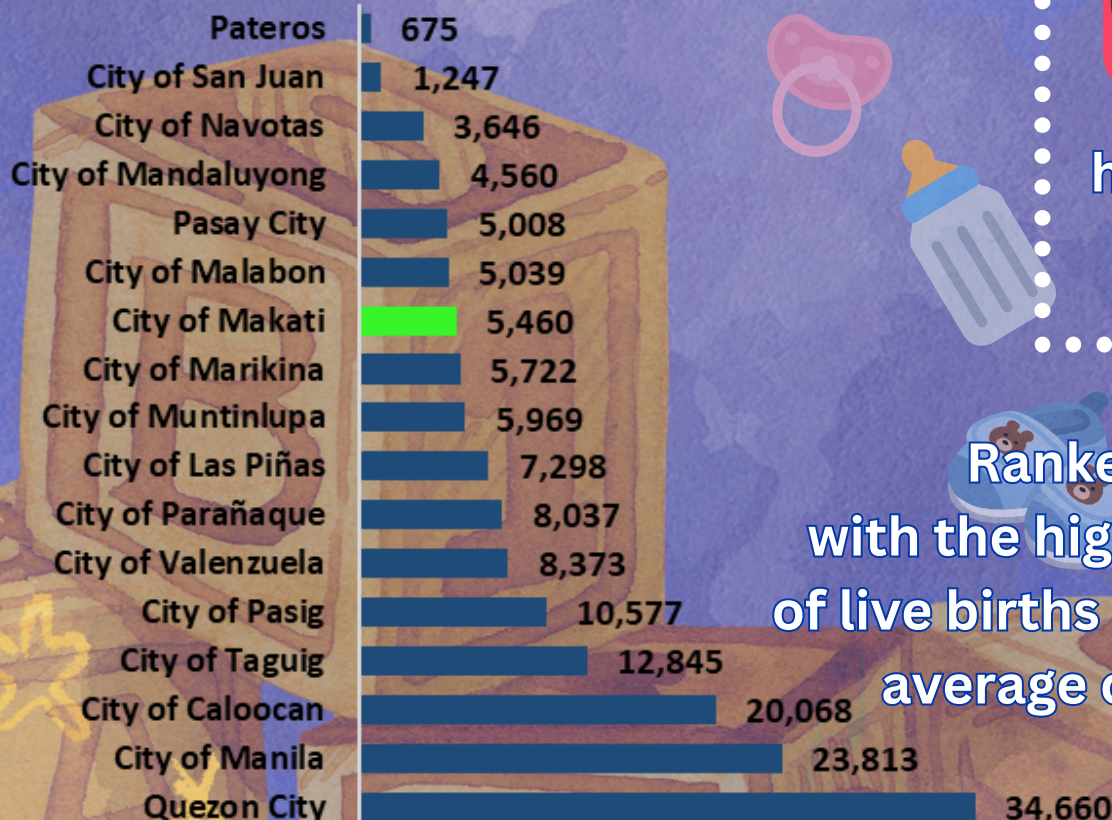 Pateros 675
City of San Juan 1,247
City of Navotas 3,646
City of Mandaluyong 4,560
Pasay City 5,008
City of Malabon 5,039
City of Makati 5,460
City of Marikina 5,722
City of Muntinlupa 5,969
City of Las Piñas 7,298
City of Parañaque 8,037
City of Valenzuela 8,373
City of Pasig 10,577
City of Taguig 12,845
City of Caloocan 20,068
City of Manila 23,813
Quezon City 34,660
with the
of live births
average